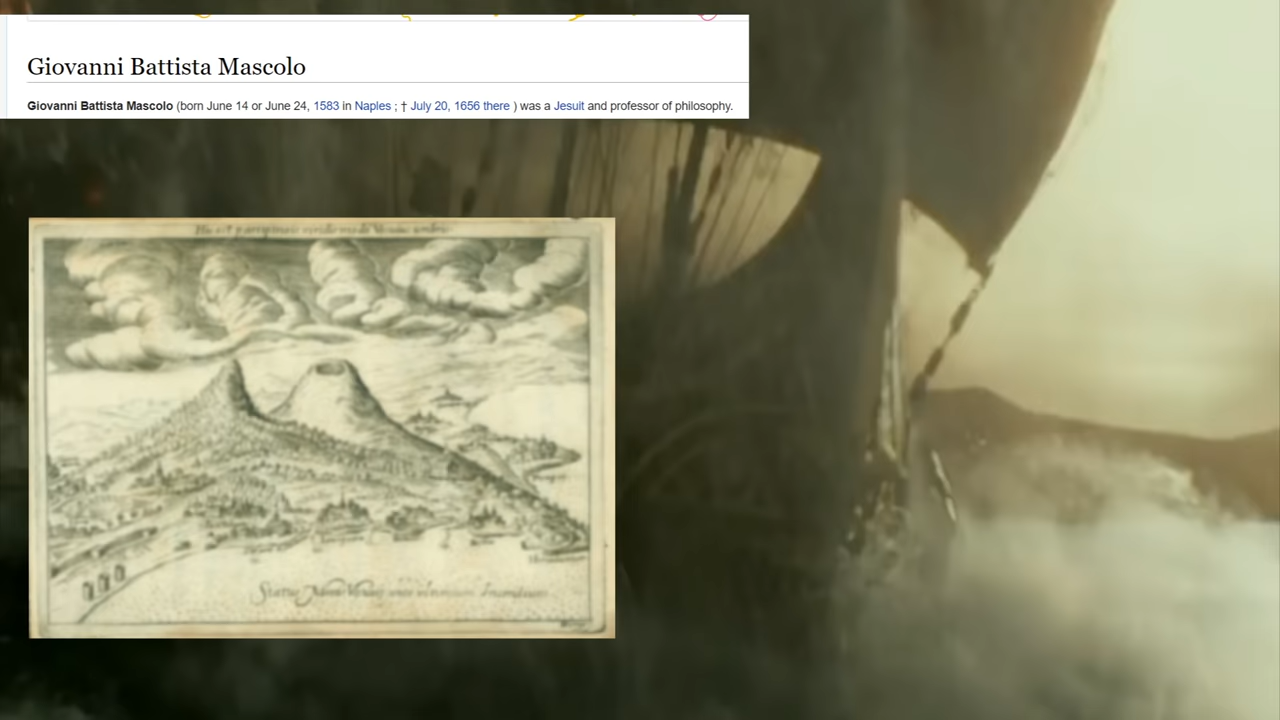 Giovanni Battista Mascolo
Giovanni Battista Mascolo (born June 14 or June 24, 1583 in Naples ; † July 20, 1656 there ) was a Jesuit and professor of philosophy.